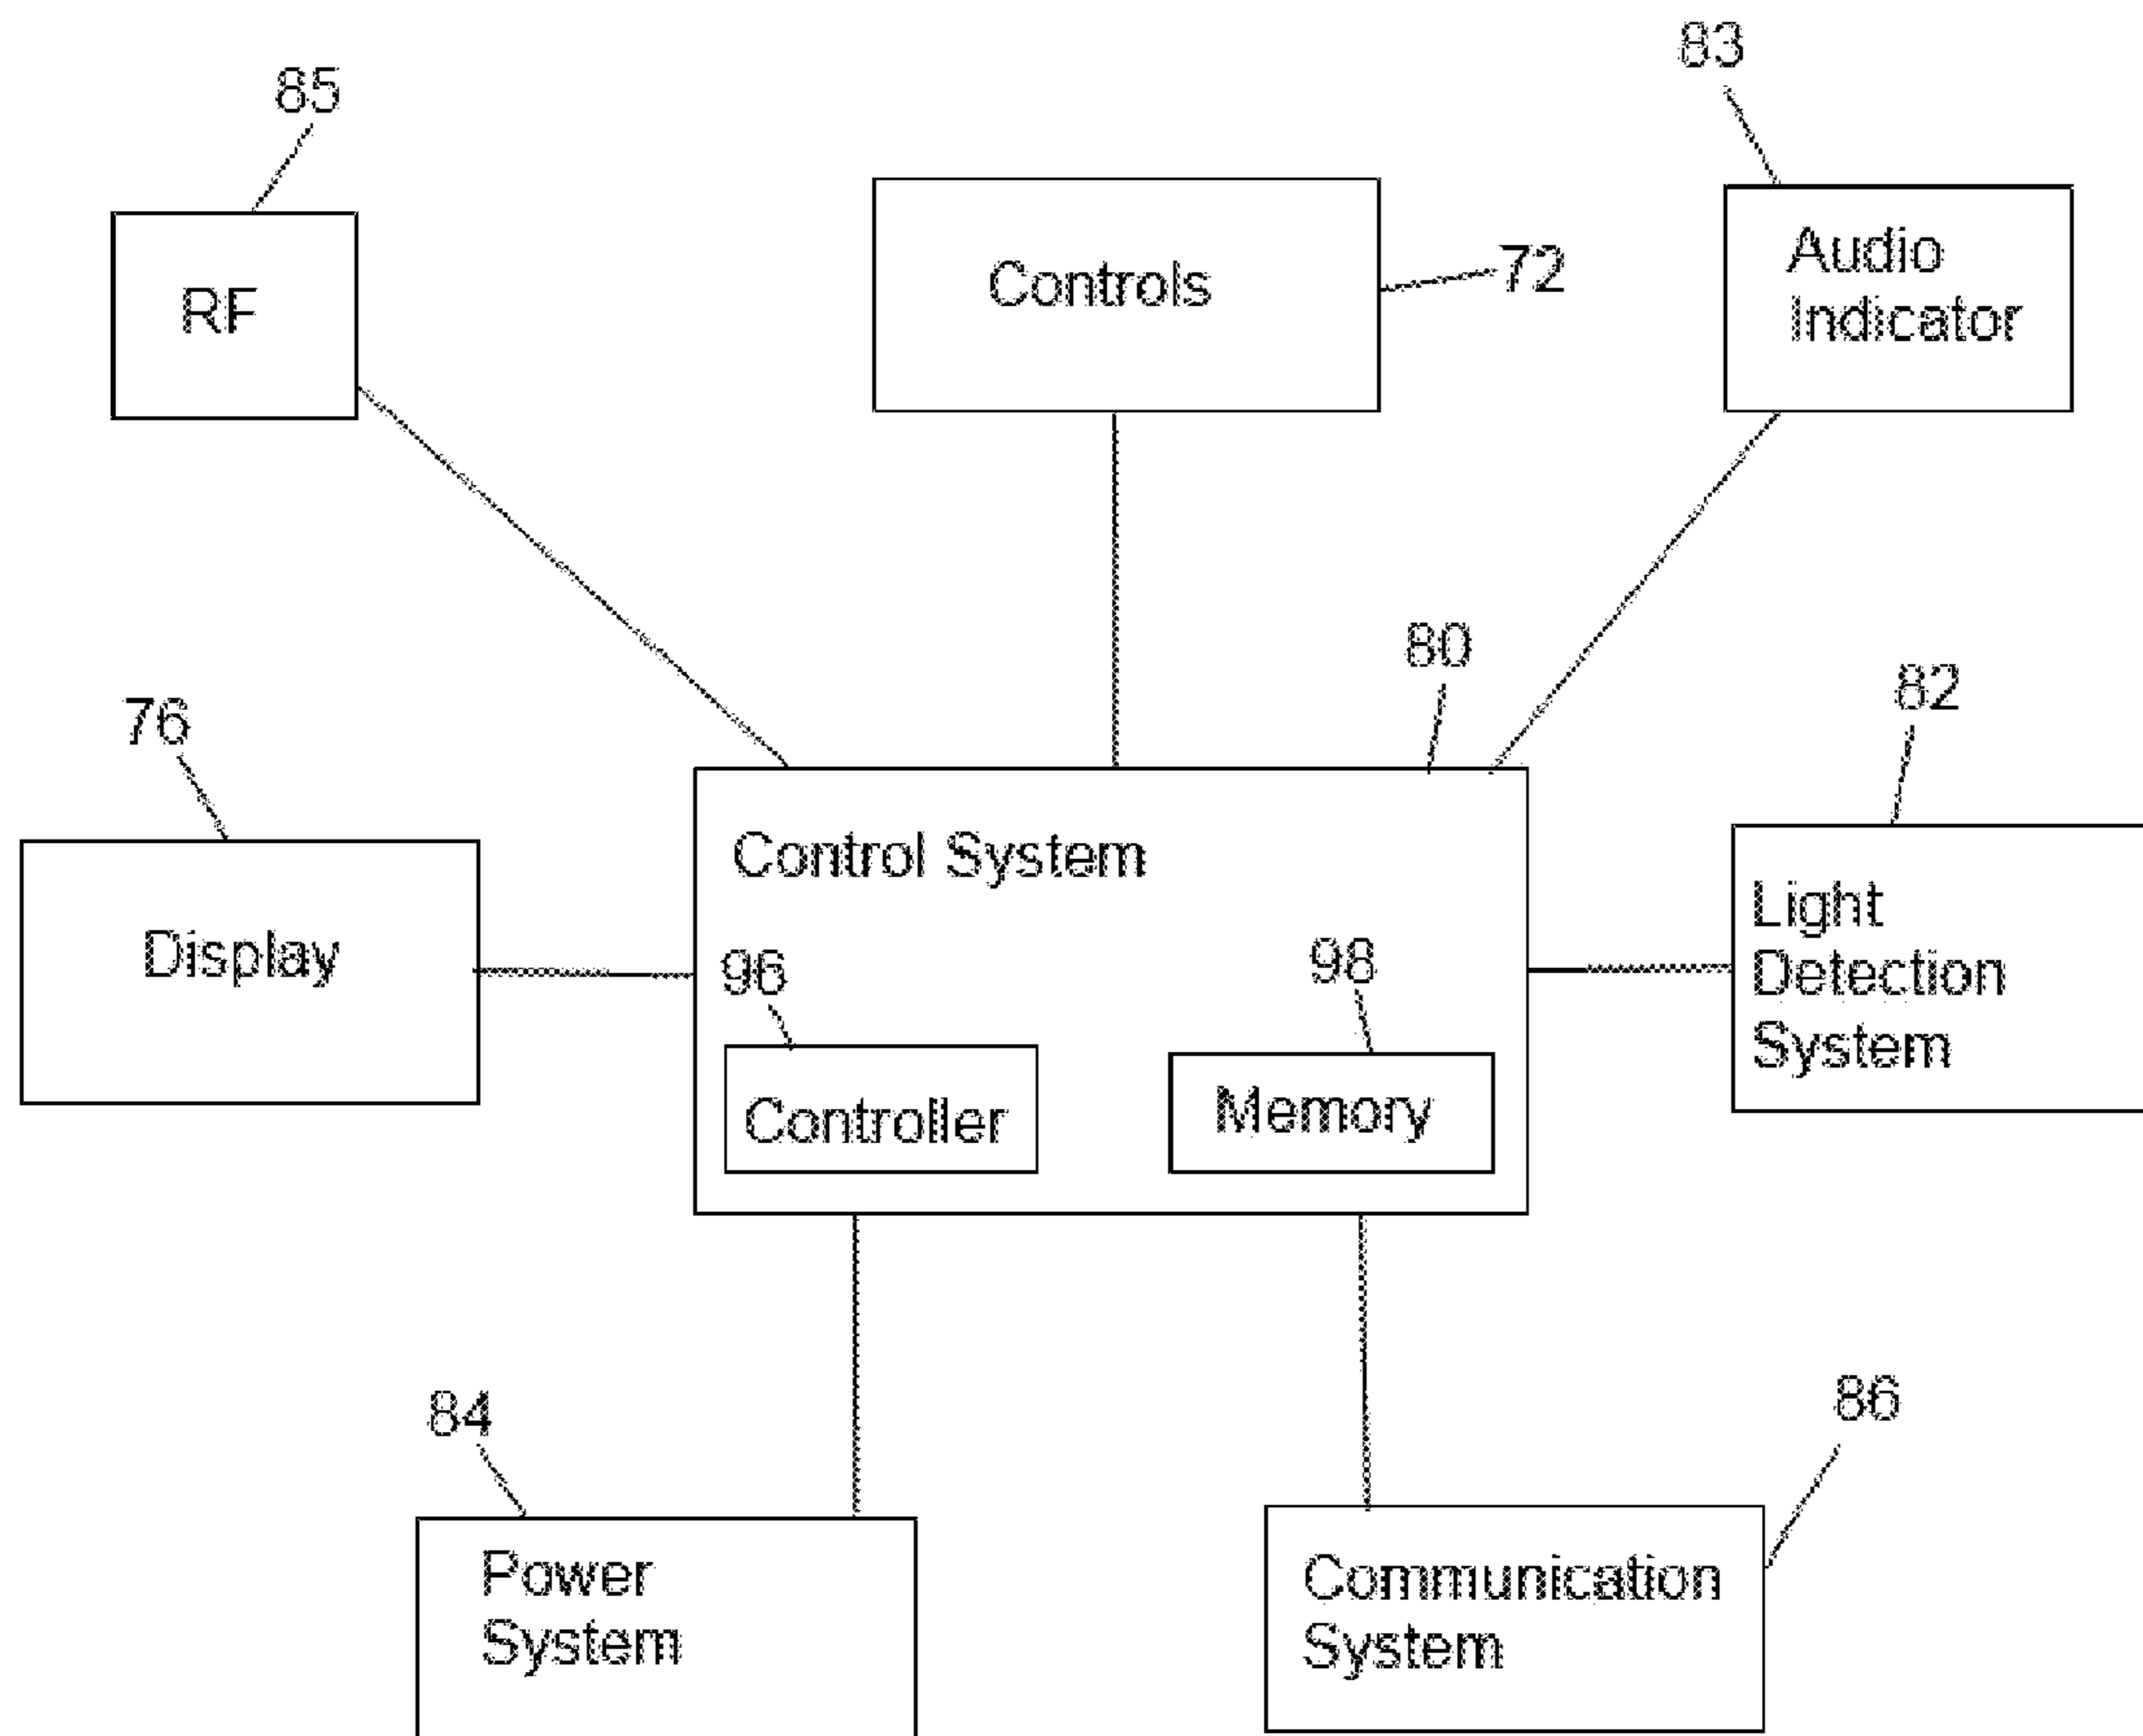 83
85
Audio
Indicator
Controls
72
RF
80
82
76
Control System
Light
Detection
System
Display
96
98
Controller
Memory
84
86
Power
System
Communication
System